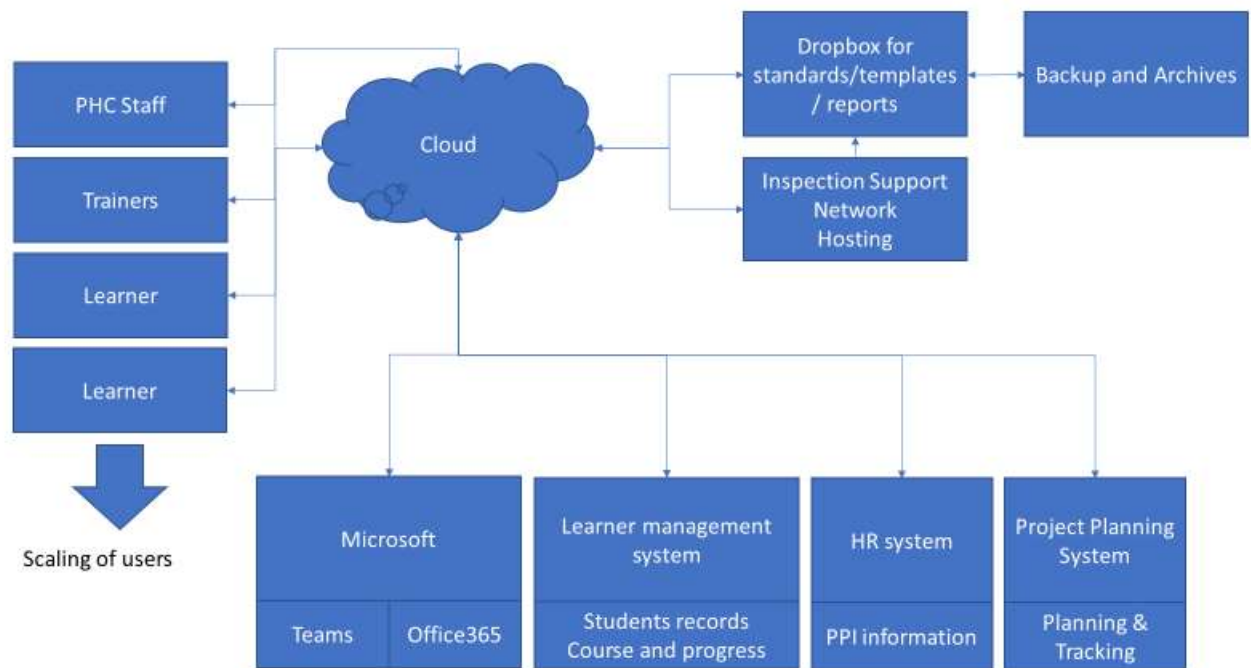 PHC Staff
Trainers
Learner
Learner
Scaling of users
Cloud
Dropbox for
standards/templates
/ reports
Backup and Archives
Inspection Support
Network
Hosting
Microsoft
Teams
Office365
Learner management
system
Students records
Course and progress
HR system
PPI information
Project Planning
System
Planning &
Tracking